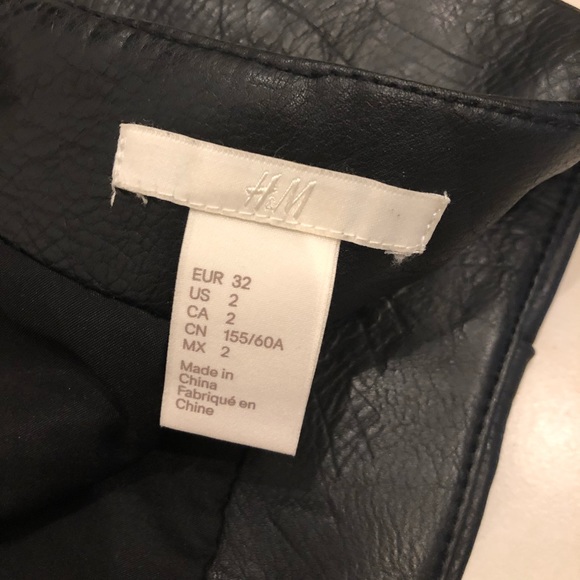 H&M
EUR 32
US 2
CA 2
CN 155/60A
MX 2
Made in
China
Fabriqué en
Chine